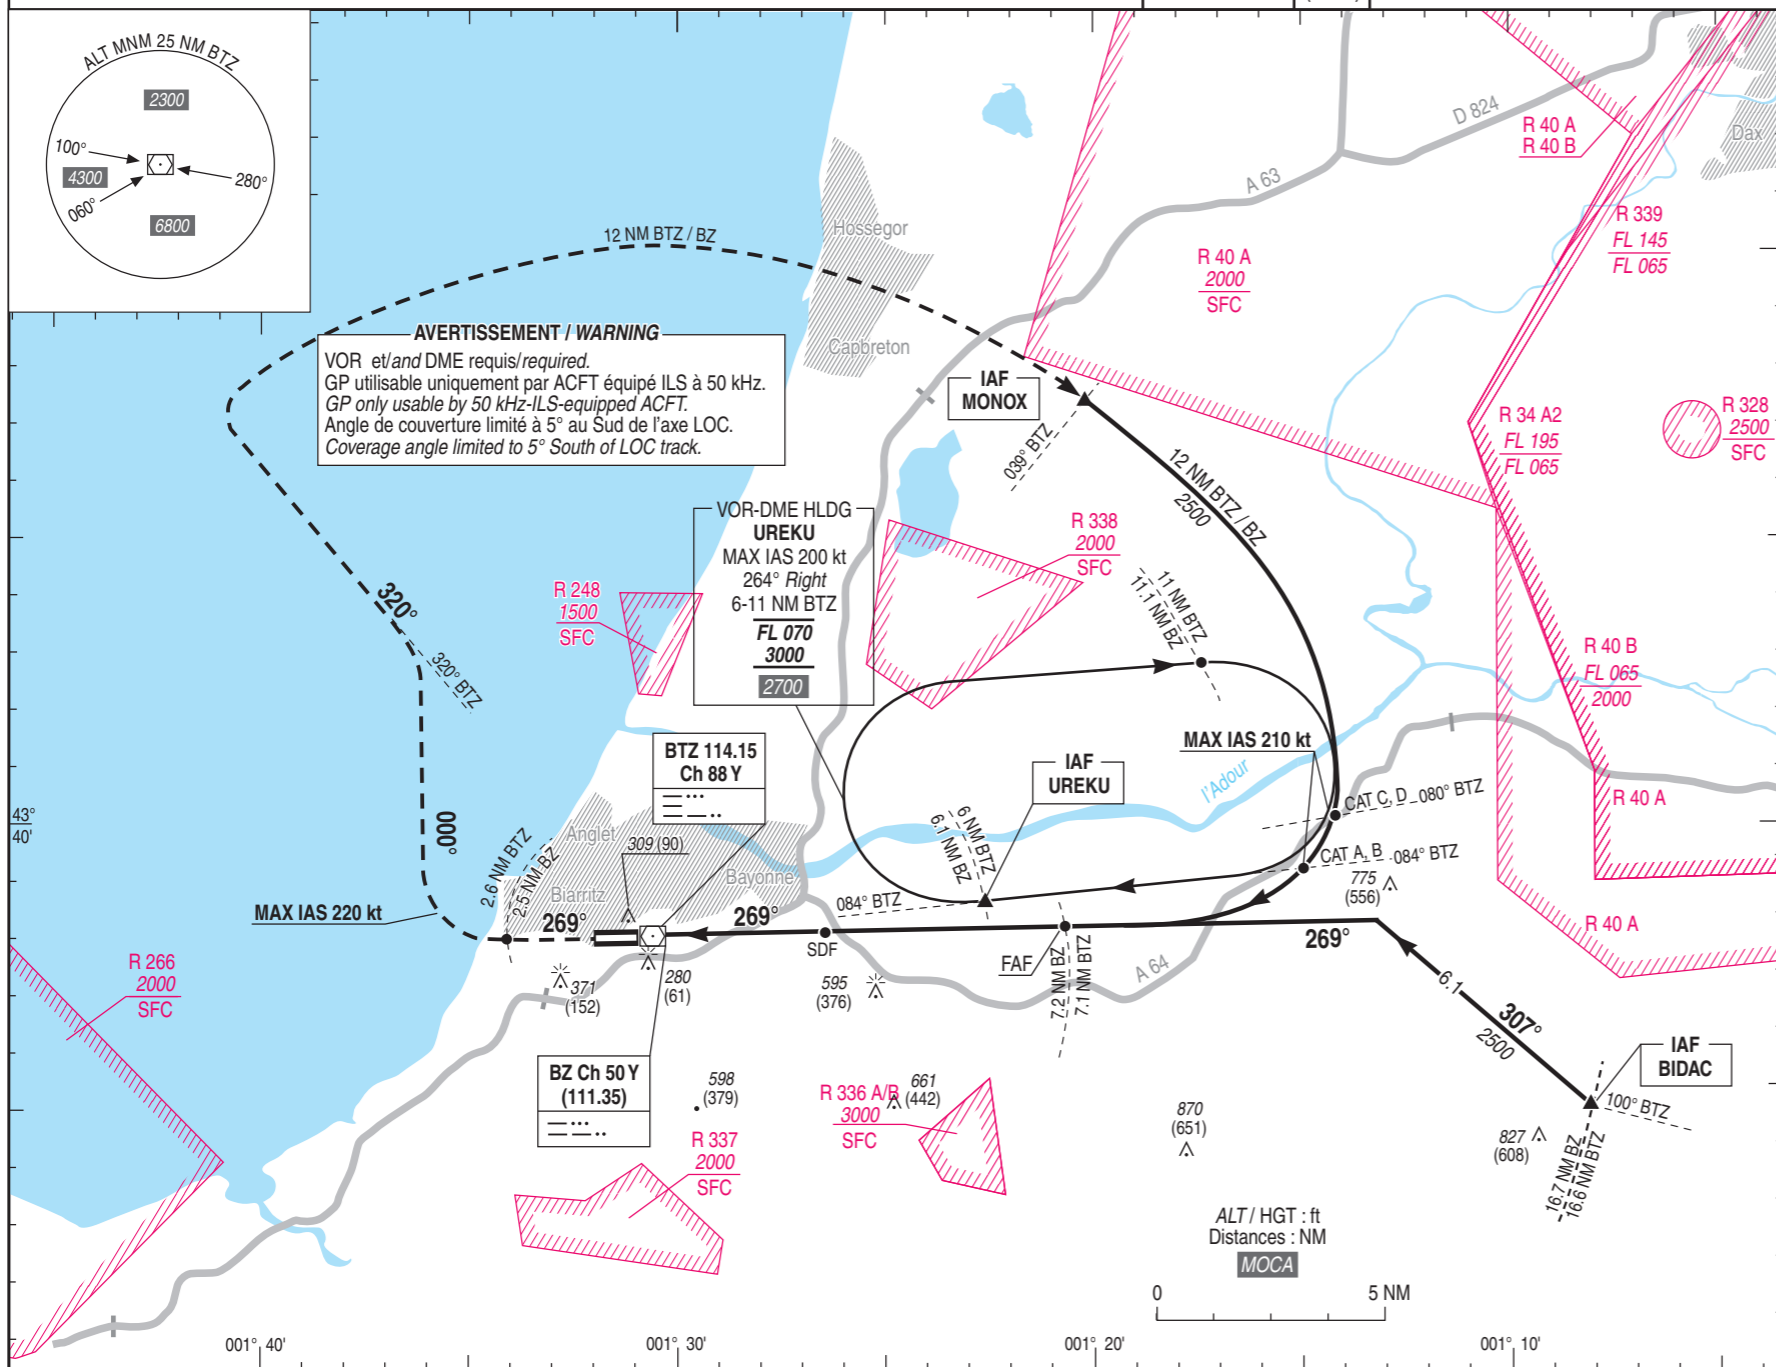 ALT MNM 25 NM BTZ
2300
100°
4300
280°
060°
6800
D 824
R 40 A
R 40 B
Dax
A 63
R 339
FL 145
FL 065
Hossegor
12 NM BTZ / BZ
R 40 A
2000
SFC
AVERTISSEMENT / WARNING
VOR et/and DME requis/required.
GP utilisable uniquement par ACFT équipé ILS à 50 kHz.
GP only usable by 50 kHz-ILS-equipped ACFT.
Angle de couverture limité à 5° au Sud de l'axe LOC.
Coverage angle limited to 5° South of LOC track.
Capbreton
IAF
MONOX
039° BTZ
R 34 A2
FL 195
FL 065
R 328
2500
SFC
12 NM BTZ / BZ
2500
VOR-DME HLDG
UREKU
MAX IAS 200 kt
264° Right
6-11 NM BTZ
FL 070
3000
2700
R 338
2000
SFC
R 248
1500
SFC
320°
320° BTZ
11 NM BTZ
11.1 NM BZ
R 40 B
FL 065
2000
BTZ 114.15
Ch 88 Y
MAX IAS 210 kt
IAF
UREKU
l'Adour
CAT C, D
080° BTZ
R 40 A
43°
40'
000°
Anglet
309 (90)
6 NM BTZ
6.1 NM BZ
CAT A, B
084° BTZ
775
(556)
2.6 NM BTZ
2.5 NM BZ
Biarritz
Bayonne
084° BTZ
MAX IAS 220 kt
269°
269°
269°
SDF
FAF
A 64
R 40 A
R 266
2000
SFC
371
(152)
280
(61)
595
(376)
7.2 NM BZ
7.1 NM BTZ
6.1
307°
2500
IAF
BIDAC
100° BTZ
BZ Ch 50 Y
(111.35)
598
(379)
R 336 A/B
3000
SFC
661
(442)
870
(651)
827
(608)
16.7 NM BZ
16.6 NM BTZ
R 337
2000
SFC
ALT / HGT : ft
Distances : NM
MOCA
0
5 NM
001° 40'
001° 30'
001° 20'
001° 10'